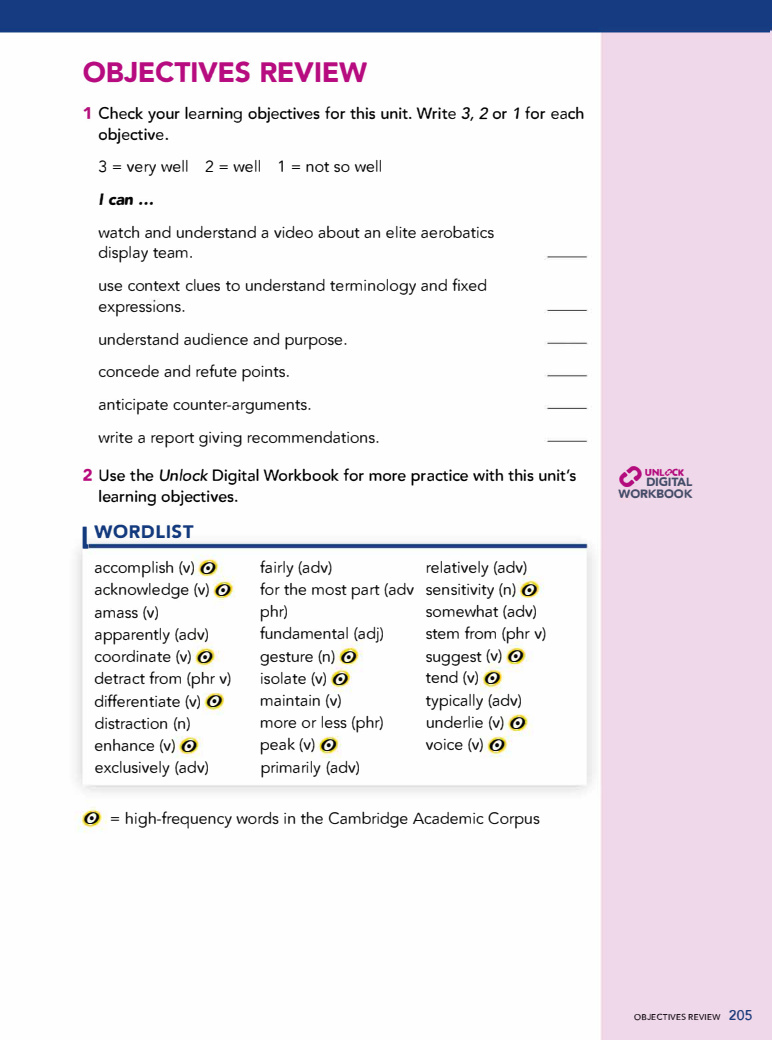 OBJECTIVES REVIEW
1 Check your learning objectives for this unit. Write 3, 2 or 1 for each
objective.
3 = very well 2 = well 1 = not so well
I can ...
watch and understand a video about an elite aerobatics
display team.
use context clues to understand terminology and fixed
expressions.
understand audience and purpose.
concede and refute points.
anticipate counter-arguments.
write a report giving recommendations.
2 Use the Unlock Digital Workbook for more practice with this unit's
learning objectives.
UNLOCK
DIGITAL
WORKBOOK
WORDLIST
accomplish (v)
acknowledge (v)
amass (v)
apparently (adv)
coordinate (v)
detract from (phr v)
differentiate (v)
distraction (n)
enhance (v)
exclusively (adv)
fairly (adv)
for the most part (adv
phr)
fundamental (adj)
gesture (n)
isolate (v)
maintain (v)
more or less (phr)
peak (v)
primarily (adv)
relatively (adv)
sensitivity (n)
somewhat (adv)
stem from (phr v)
suggest (v)
tend (v)
typically (adv)
underlie (v)
voice (v)
= high-frequency words in the Cambridge Academic Corpus
OBJECTIVES REVIEW 205